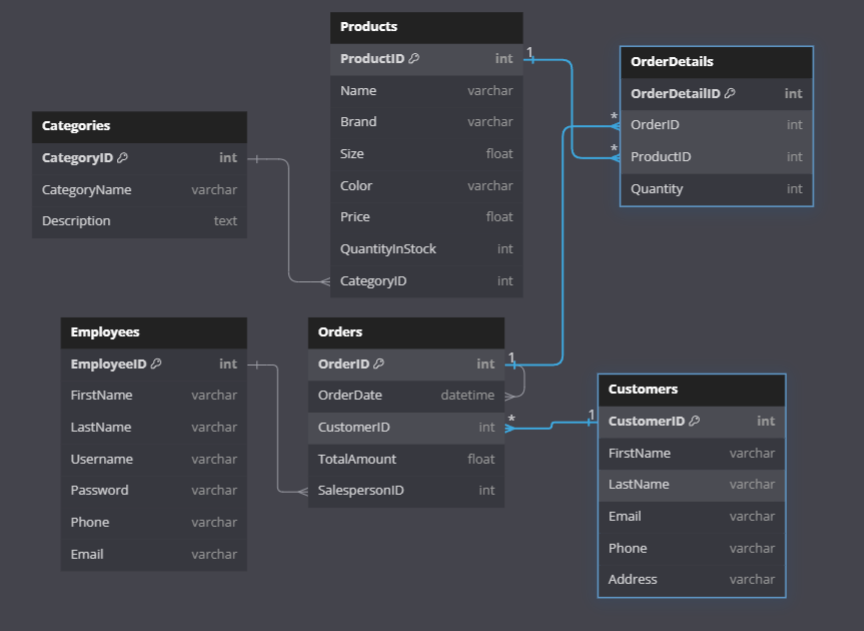 Products
ProductID int
Name varchar
Brand varchar
Size float
Color varchar
Price float
QuantityInStock int
CategoryID int
1
OrderDetails
OrderDetailID int
* OrderID int
* ProductID int
Quantity int
Categories
CategoryID int
CategoryName varchar
Description text
Employees
EmployeeID int
FirstName varchar
LastName varchar
Username varchar
Password varchar
Phone varchar
Email varchar
Orders
OrderID int 1
OrderDate datetime
CustomerID int *
TotalAmount float
SalespersonID int
Customers
1 CustomerID int
FirstName varchar
LastName varchar
Email varchar
Phone varchar
Address varchar